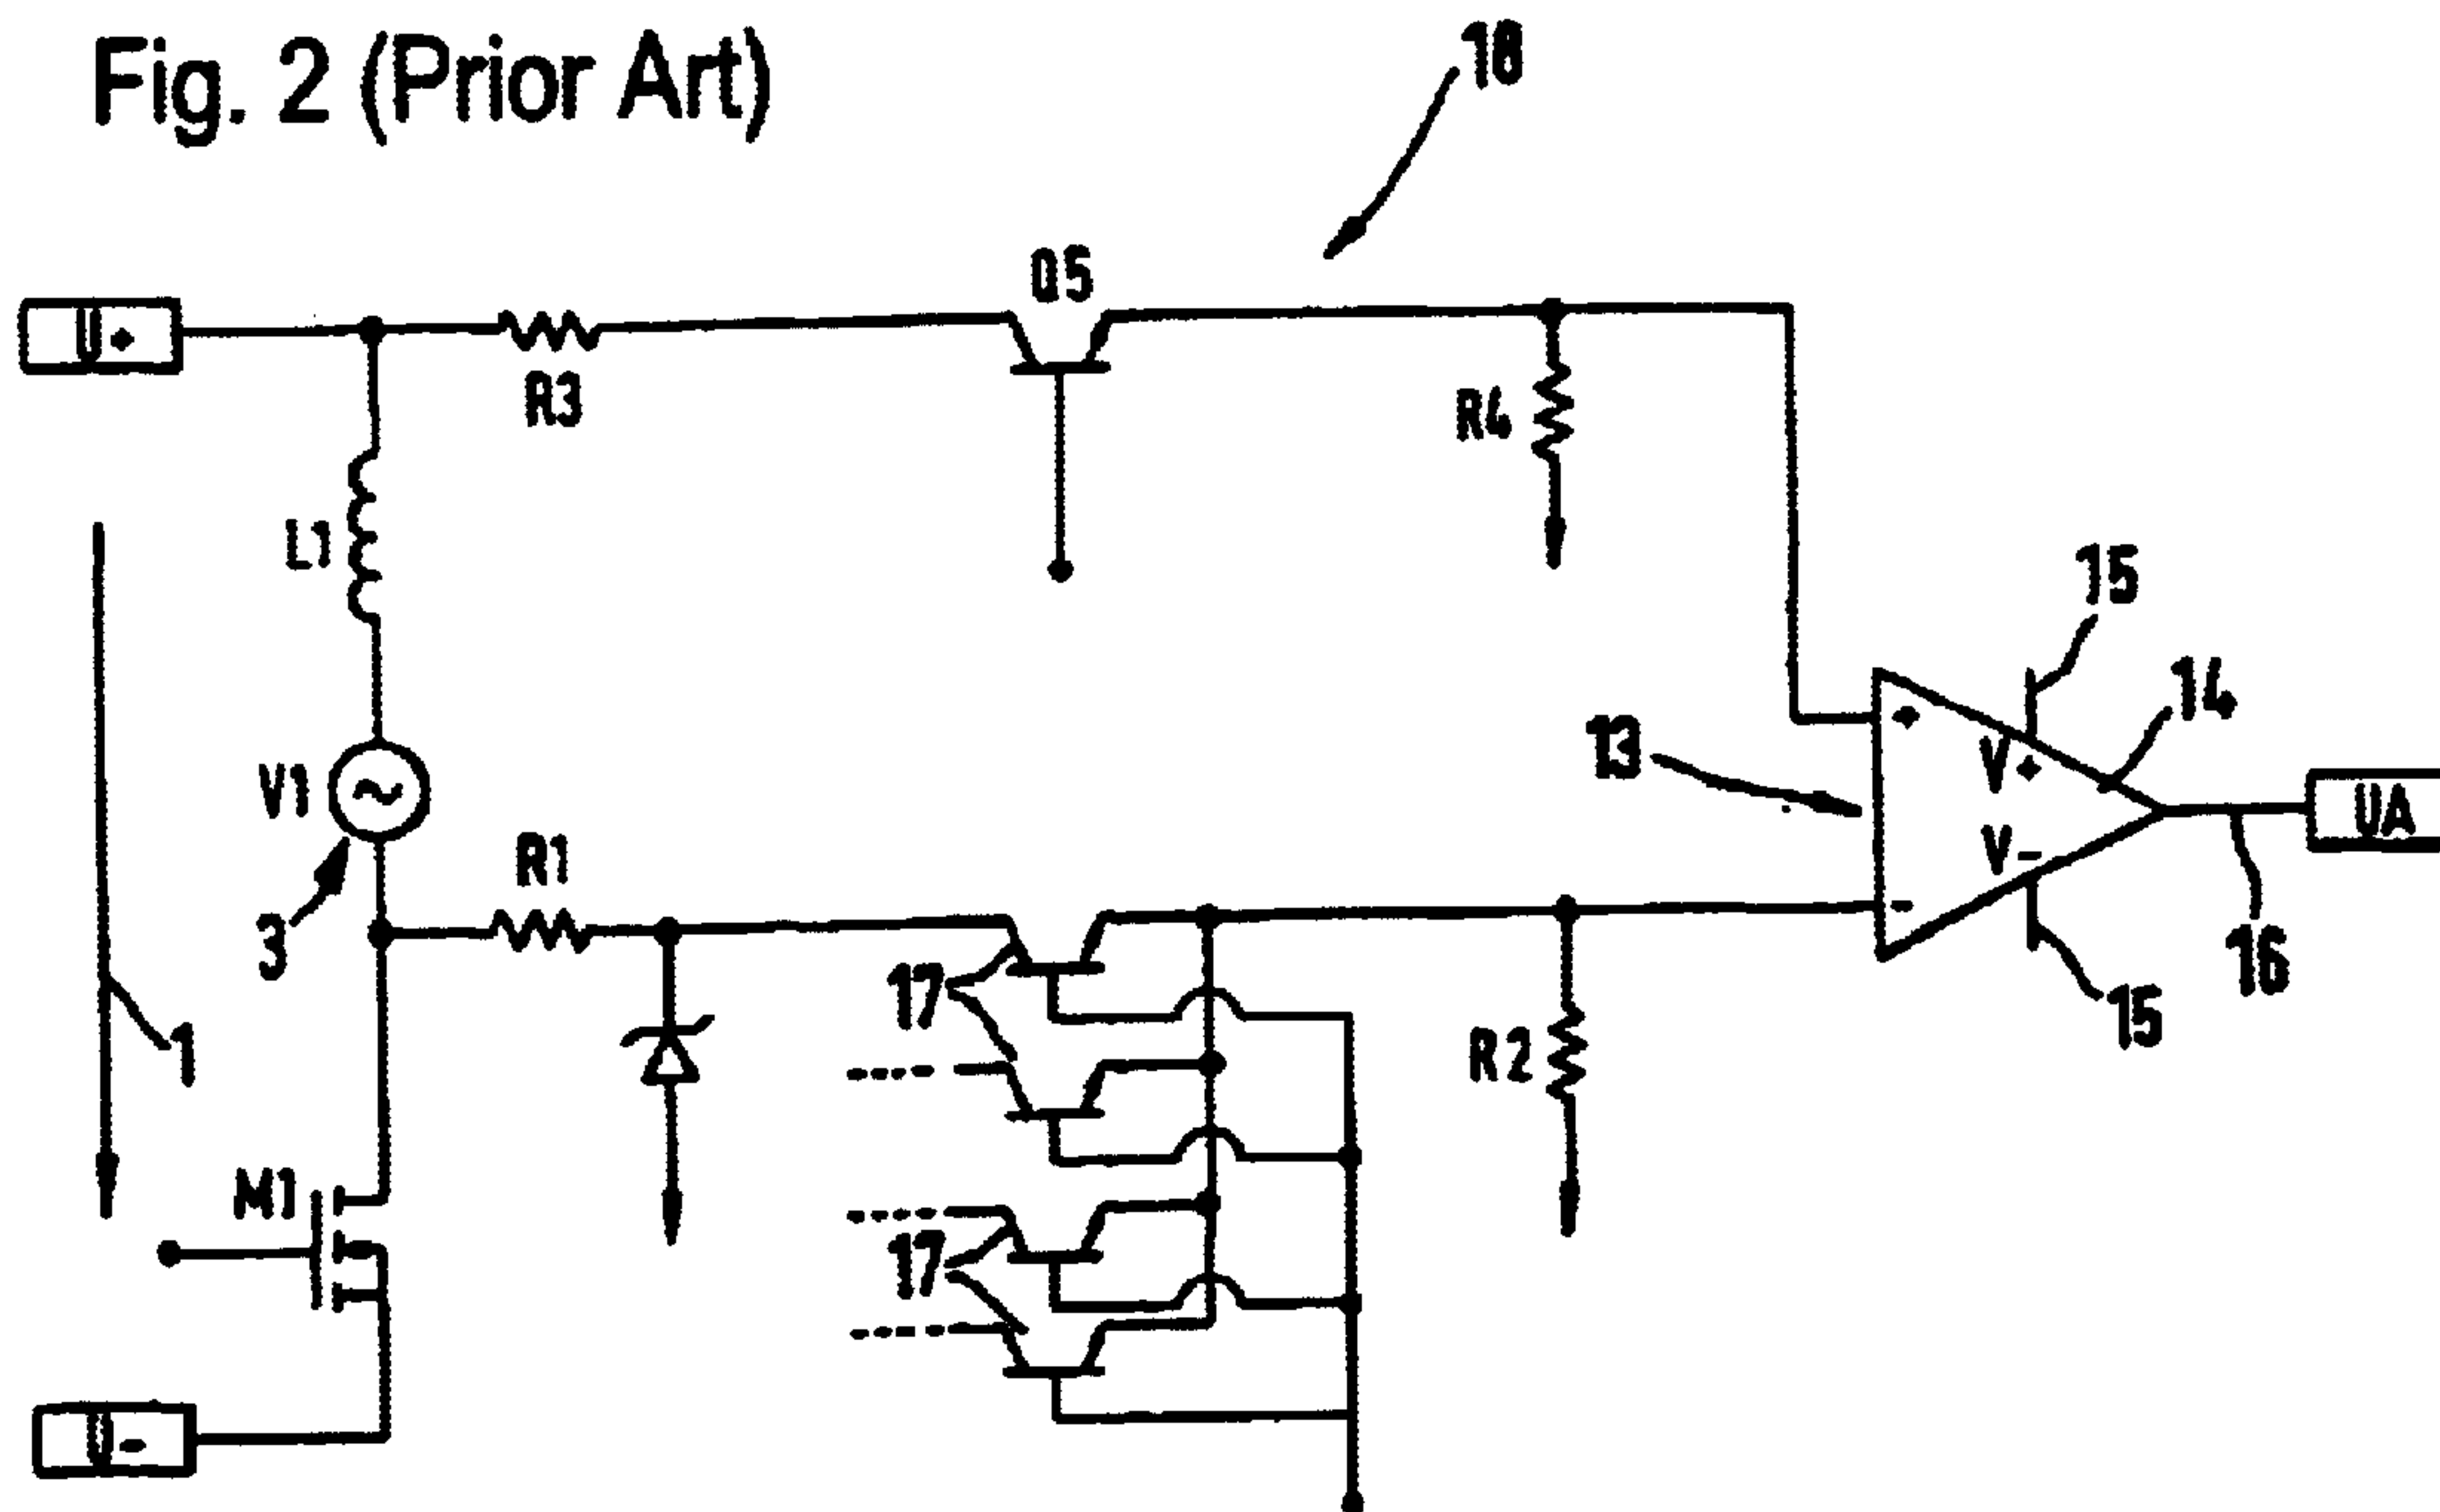 Fig. 2 (Prior Art)
18
Q5
U+
R3
R4
L1
15
14
13
+
V+
V1
UA
R1
V-
3
-
17
16
15
1
R2
M1
17
U-